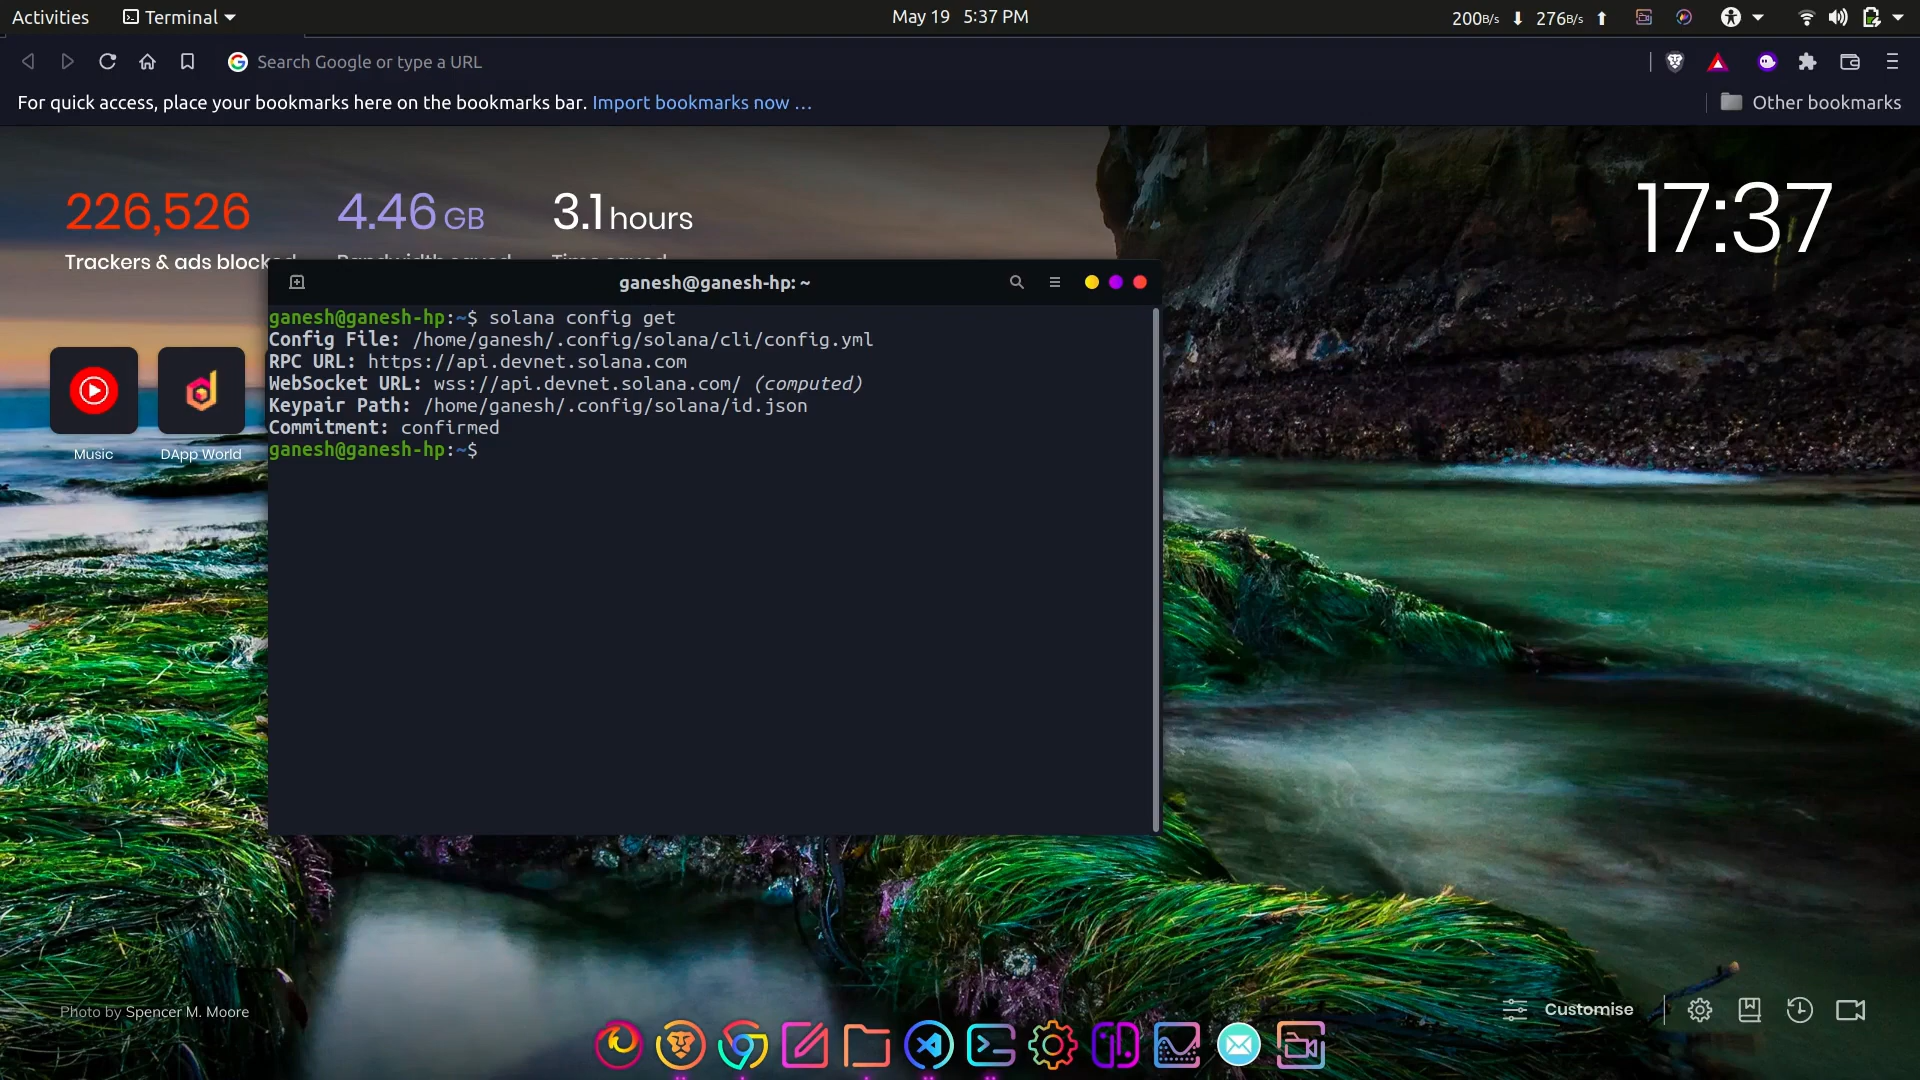 Activities Terminal May 19 5:37 PM 200B/s 276B/s
Search Google or type a URL
For quick access, place your bookmarks here on the bookmarks bar. Import bookmarks now … Other bookmarks
226,526 4.46 GB 3.1 hours 17:37
Trackers & ads blocked Bandwidth saved Time saved
ganesh@ganesh-hp: ~
ganesh@ganesh-hp:~$ solana config get
Config File: /home/ganesh/.config/solana/cli/config.yml
RPC URL: https://api.devnet.solana.com
WebSocket URL: wss://api.devnet.solana.com/ (computed)
Keypair Path: /home/ganesh/.config/solana/id.json
Commitment: confirmed
ganesh@ganesh-hp:~$
Music DApp World
Photo by Spencer M. Moore Customise